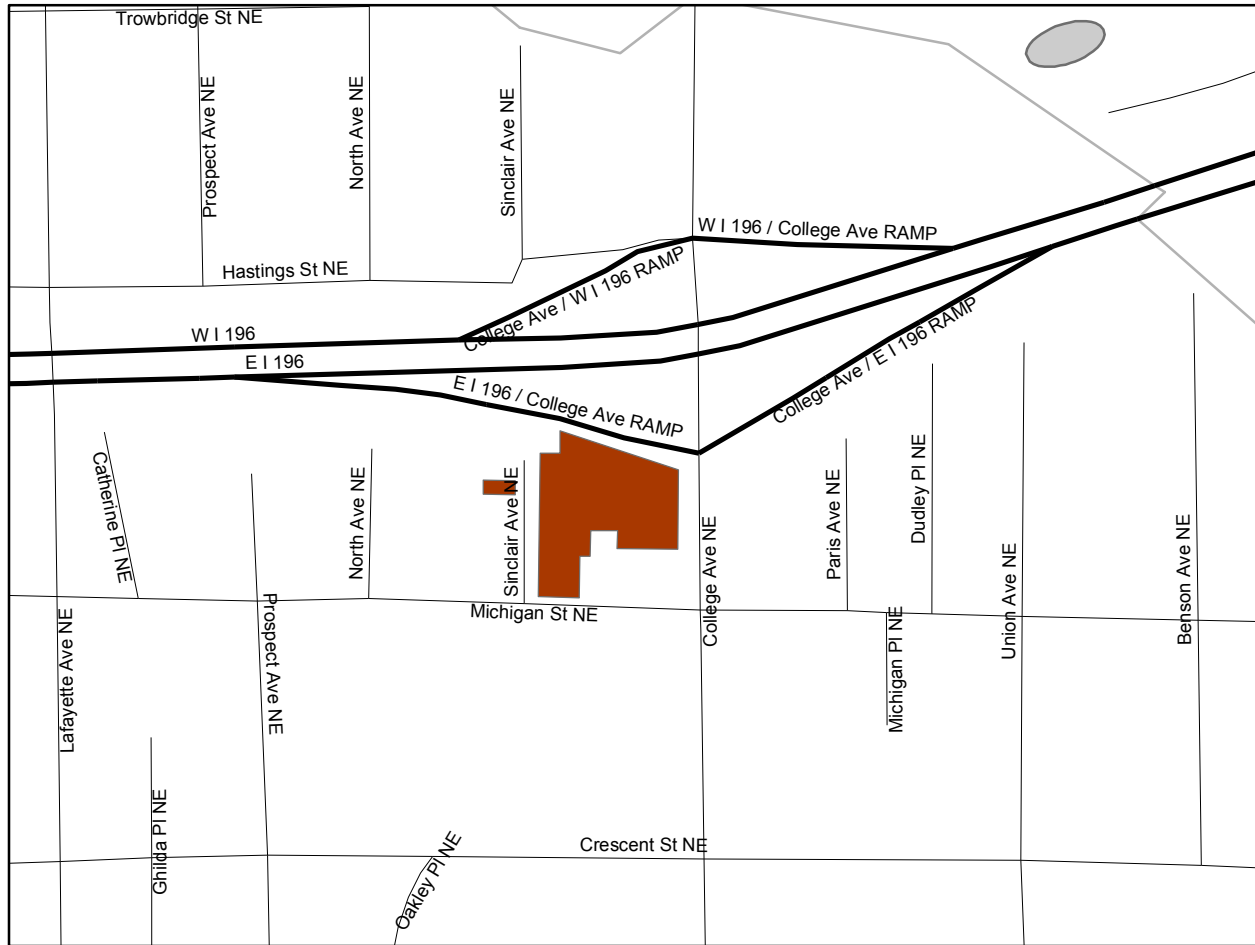 Trowbridge St NE
Prospect Ave NE
North Ave NE
Sinclair Ave NE
W I 196 / College Ave RAMP
College Ave / W I 196 RAMP
Hastings St NE
W I 196
E I 196
E I 196 / College Ave RAMP
College Ave / E I 196 RAMP
Catherine Pl NE
North Ave NE
Sinclair Ave NE
College Ave NE
Paris Ave NE
Dudley Pl NE
Union Ave NE
Benson Ave NE
Michigan St NE
Lafayette Ave NE
Prospect Ave NE
Michigan Pl NE
Ghilda Pl NE
Oakley Pl NE
Crescent St NE